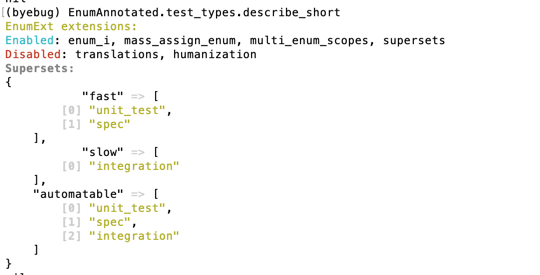 nil
(byebug) EnumAnnotated.test_types.describe_short
EnumExt extensions:
Enabled: enum_i, mass_assign_enum, multi_enum_scopes, supersets
Disabled: translations, humanization
Supersets:
{
"fast" => [
[0] "unit_test",
[1] "spec"
],
"slow" => [
[0] "integration"
],
"automatable" => [
[0] "unit_test",
[1] "spec",
[2] "integration"
]
}